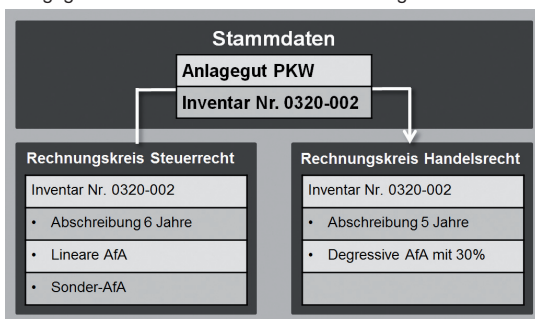 Stammdaten
Anlagegut PKW
Inventar Nr. 0320-002
Rechnungskreis Steuerrecht
Inventar Nr. 0320-002
• Abschreibung 6 Jahre
• Lineare AfA
• Sonder-AfA
Rechnungskreis Handelsrecht
Inventar Nr. 0320-002
• Abschreibung 5 Jahre
• Degressive AfA mit 30%